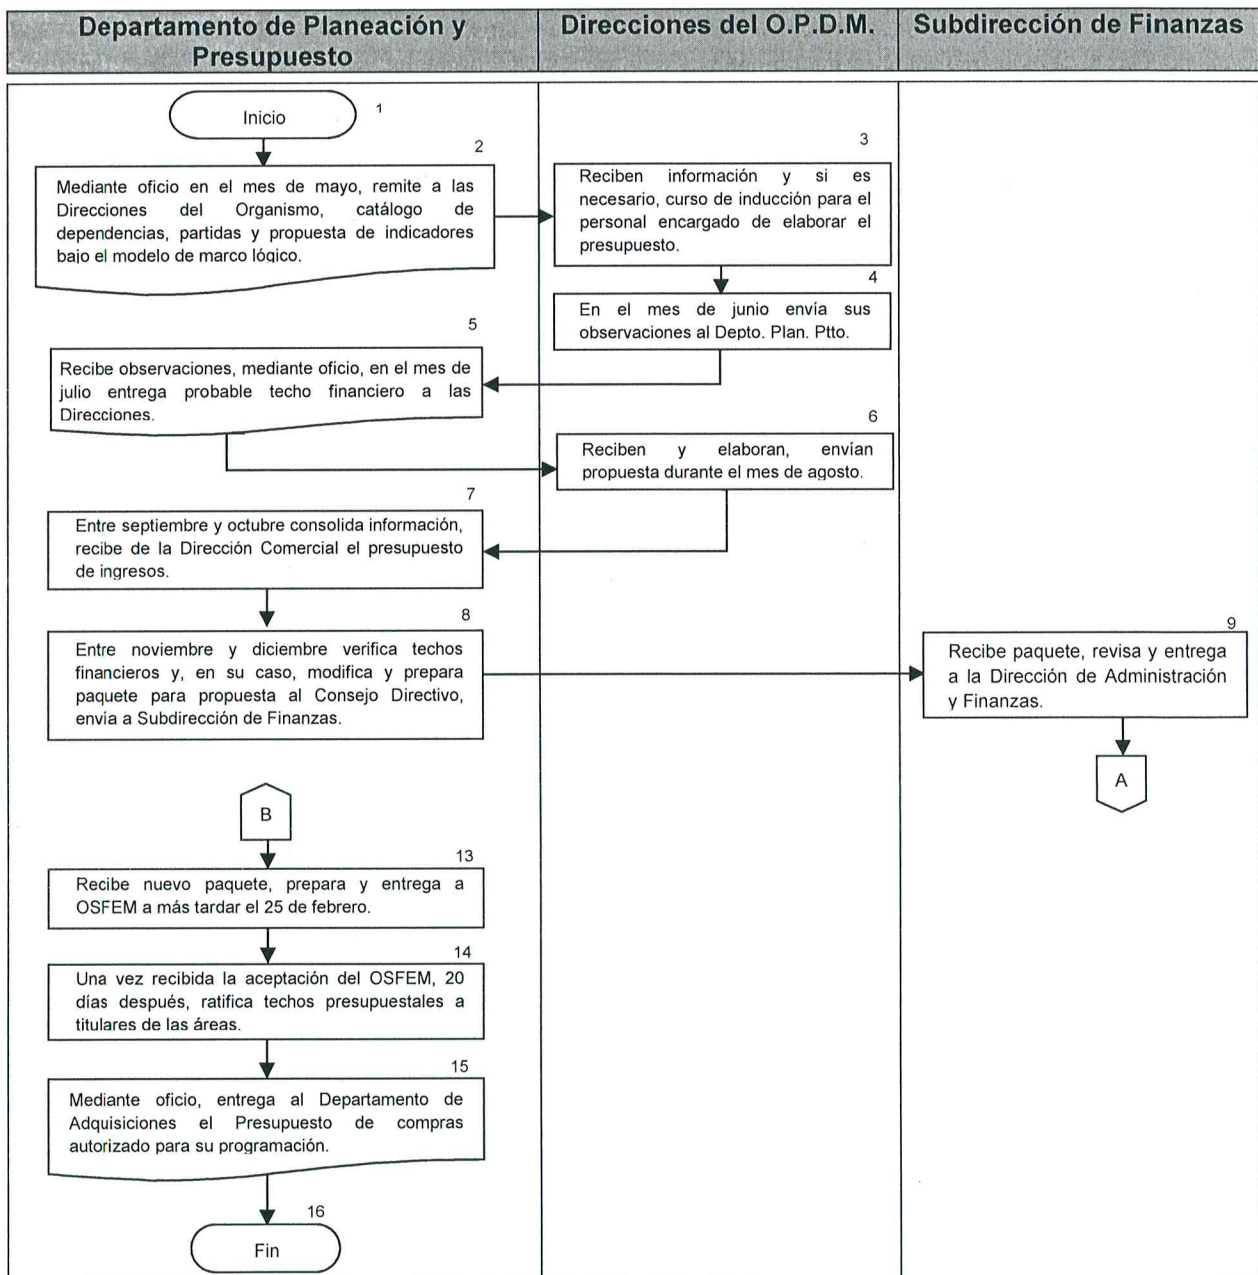 Departamento de Planeación y
Presupuesto
Direcciones del O.P.D.M.
Subdirección de Finanzas
Inicio
1
2
Mediante oficio en el mes de mayo, remite a las
Direcciones del Organismo, catálogo de
dependencias, partidas y propuesta de indicadores
bajo el modelo de marco lógico.
3
Reciben información y si es
necesario, curso de inducción para el
personal encargado de elaborar el
presupuesto.
4
En el mes de junio envía sus
observaciones al Depto. Plan. Ptto.
5
Recibe observaciones, mediante oficio, en el mes de
julio entrega probable techo financiero a las
Direcciones.
6
Reciben y elaboran, envían
propuesta durante el mes de agosto.
7
Entre septiembre y octubre consolida información,
recibe de la Dirección Comercial el presupuesto
de ingresos.
8
Entre noviembre y diciembre verifica techos
financieros y, en su caso, modifica y prepara
paquete para propuesta al Consejo Directivo,
envía a Subdirección de Finanzas.
9
Recibe paquete, revisa y entrega
a la Dirección de Administración
y Finanzas.
A
B
13
Recibe nuevo paquete, prepara y entrega a
OSFEM a más tardar el 25 de febrero.
14
Una vez recibida la aceptación del OSFEM, 20
días después, ratifica techos presupuestales a
titulares de las áreas.
15
Mediante oficio, entrega al Departamento de
Adquisiciones el Presupuesto de compras
autorizado para su programación.
16
Fin